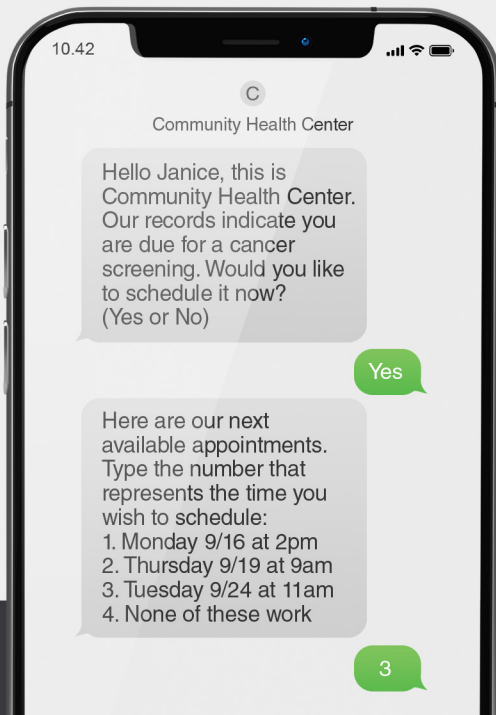 10.42
C
Community Health Center
Hello Janice, this is
Community Health Center.
Our records indicate you
are due for a cancer
screening. Would you like
to schedule it now?
(Yes or No)
Yes
Here are our next
available appointments.
Type the number that
represents the time you
wish to schedule:
1. Monday 9/16 at 2pm
2. Thursday 9/19 at 9am
3. Tuesday 9/24 at 11am
4. None of these work
3